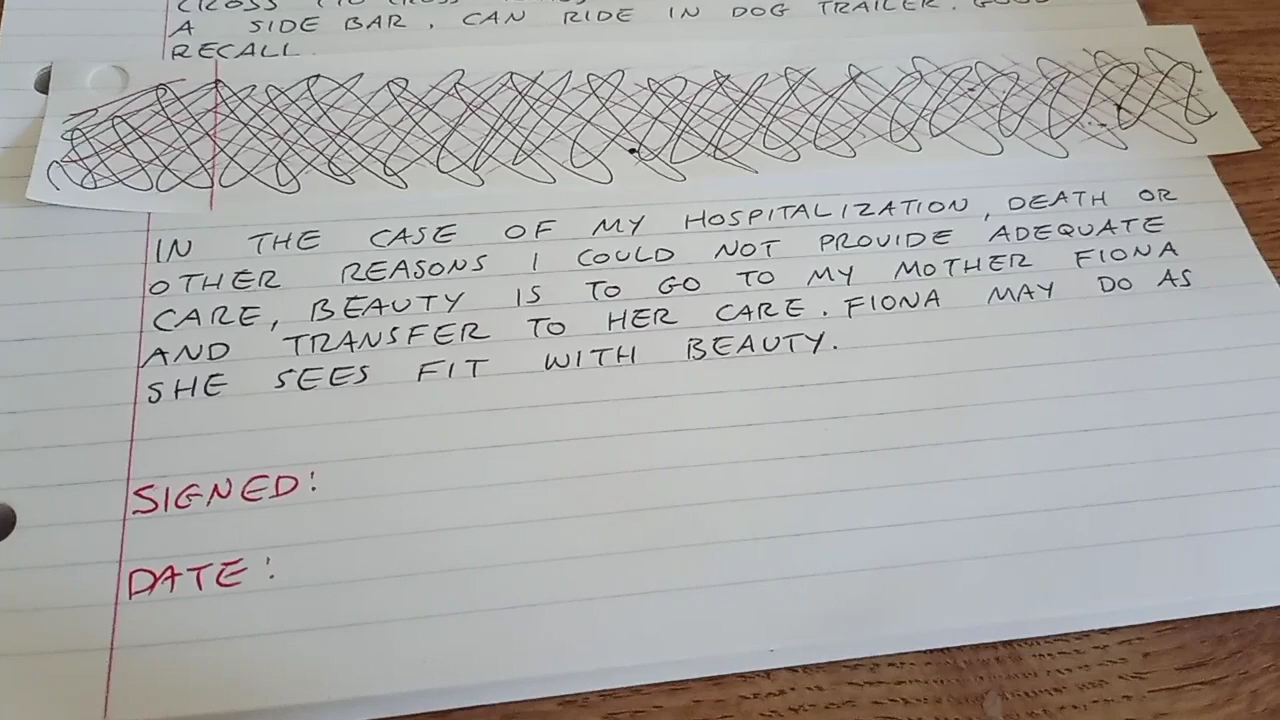 A SIDE BAR, CAN RIDE IN DOG TRAILER. GOOD
RECALL.
IN THE CASE OF MY HOSPITALIZATION, DEATH OR
OTHER REASONS I COULD NOT PROVIDE ADEQUATE
CARE, BEAUTY IS TO GO TO MY MOTHER FIONA
AND TRANSFER TO HER CARE. FIONA MAY DO AS
SHE SEES FIT WITH BEAUTY.
SIGNED:
DATE: